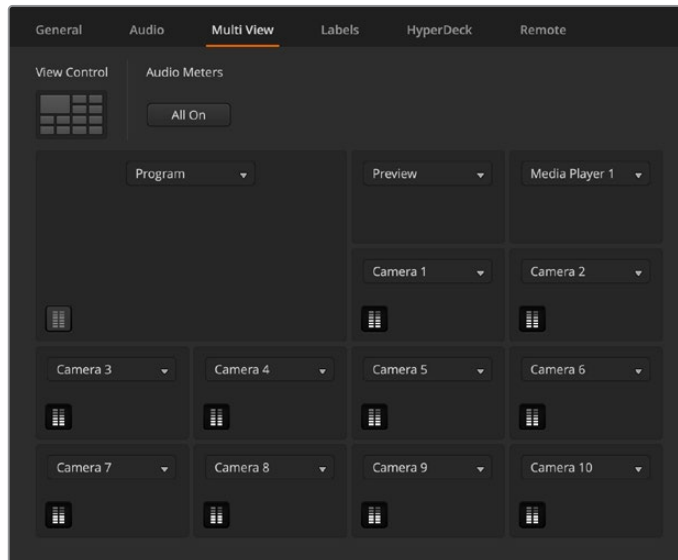 General Audio Multi View Labels HyperDeck Remote
View Control Audio Meters
All On
Program Preview Media Player 1
Camera 1 Camera 2
Camera 3 Camera 4 Camera 5 Camera 6
Camera 7 Camera 8 Camera 9 Camera 10